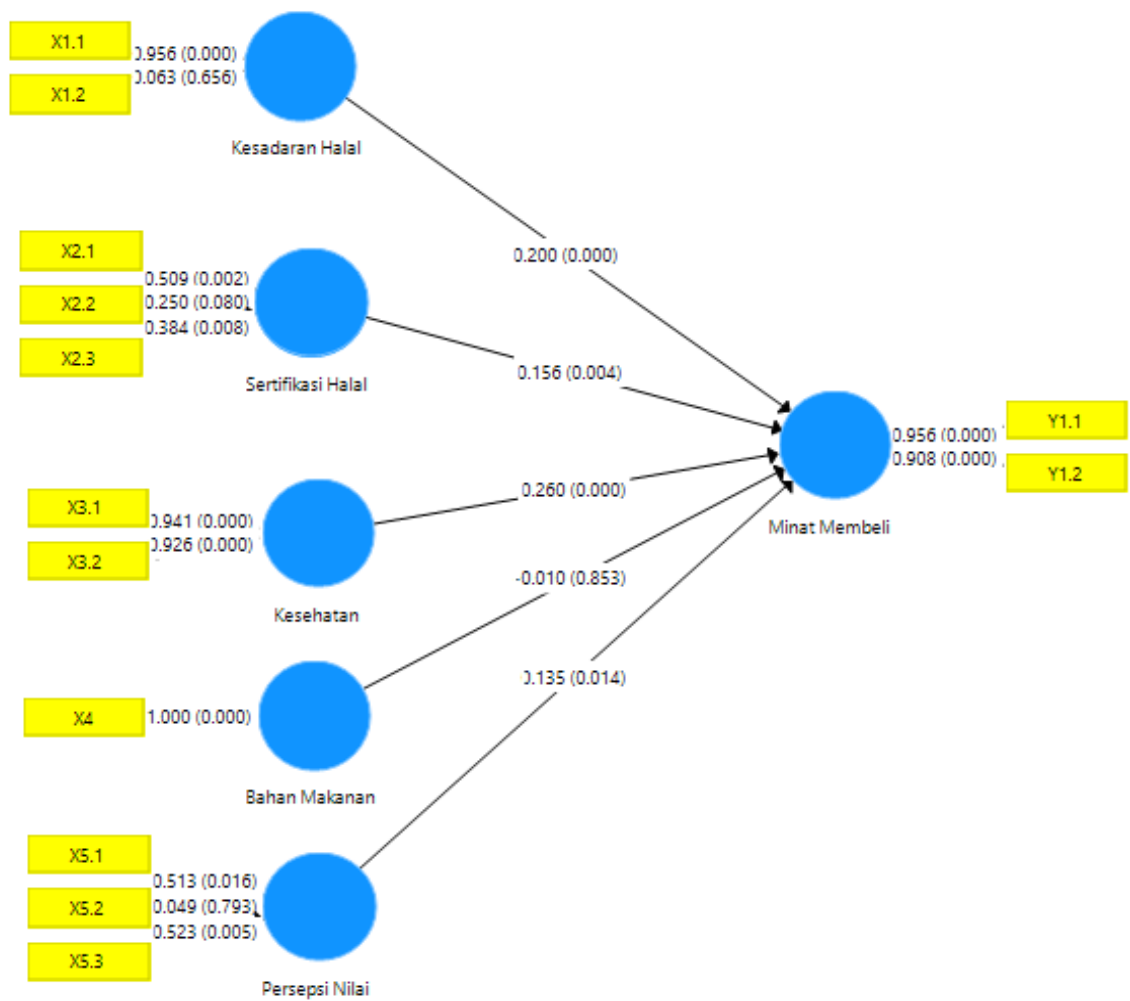 X1.1
X1.2
0.956 (0.000)
0.063 (0.656)
Kesadaran Halal
0.200 (0.000)
X2.1
X2.2
X2.3
0.509 (0.002)
0.250 (0.080)
0.384 (0.008)
Sertifikasi Halal
0.156 (0.004)
X3.1
X3.2
0.941 (0.000)
0.926 (0.000)
Kesehatan
0.260 (0.000)
X4
1.000 (0.000)
Bahan Makanan
-0.010 (0.853)
X5.1
X5.2
X5.3
0.513 (0.016)
0.049 (0.793)
0.523 (0.005)
Persepsi Nilai
0.135 (0.014)
Minat Membeli
0.956 (0.000)
0.908 (0.000)
Y1.1
Y1.2